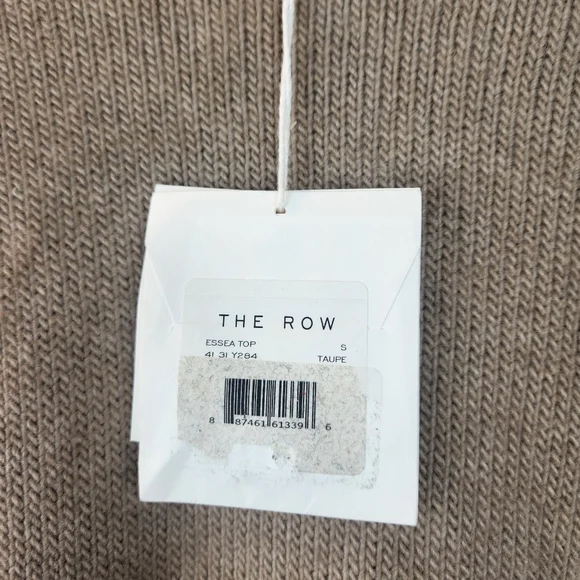 THE ROW
ESSEA TOP S
TAUPE
8 87461 61339 6